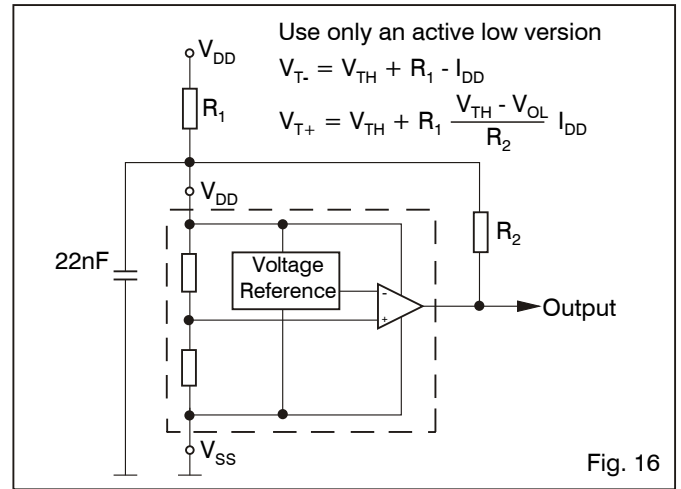 Use only an active low version
V_DD
V_T- = V_TH + R_1 - I_DD
R_1
V_T+ = V_TH + R_1 (V_TH - V_OL)/R_2 I_DD
V_DD
R_2
22nF
Voltage
Reference
-
+
Output
V_SS
Fig. 16